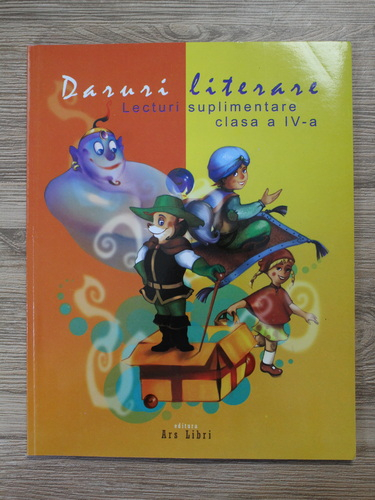 Daruri literare
Lecturi suplimentare
clasa a IV-a
editura
Ars Libri